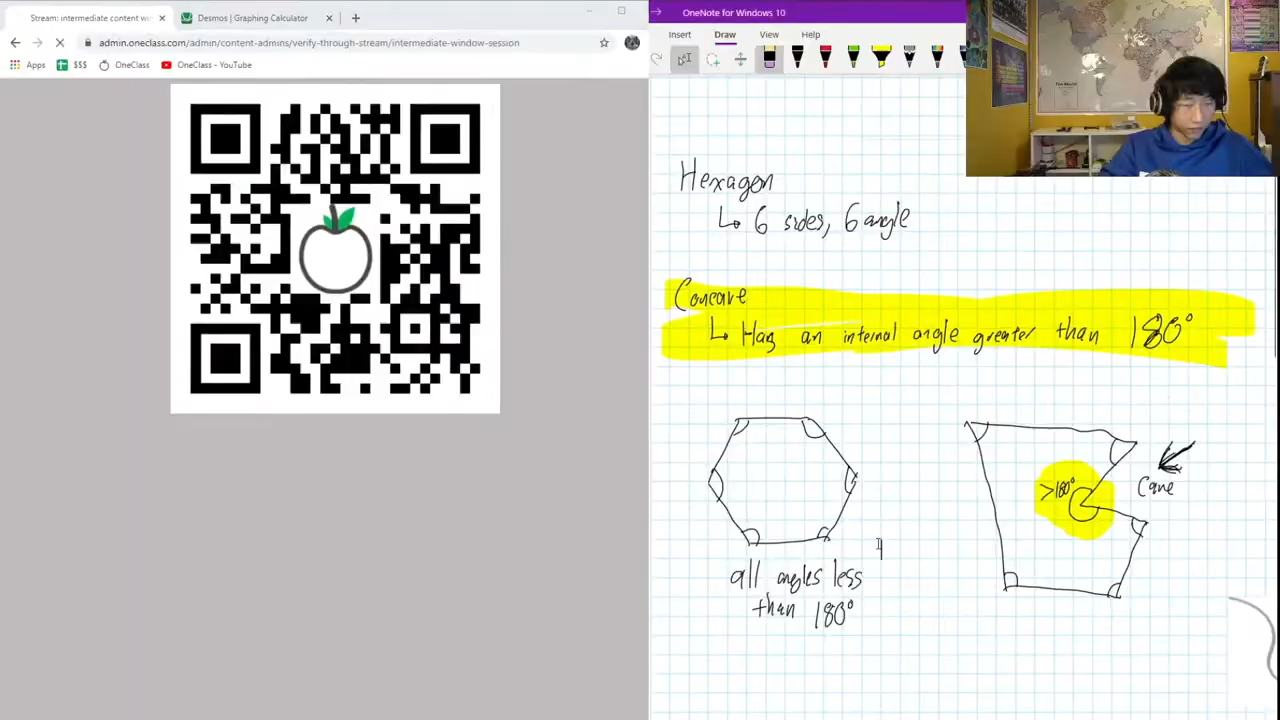 Stream: intermediate content we
Desmos | Graphing Calculator
admin.oneclass.com/admin/content-admins/verify-through-stream/intermediate-window-session
Apps
$$$
OneClass
OneClass - YouTube
OneNote for Windows 10
Insert
Draw
View
Help
Hexagon
↳ 6 sides, 6 angle
Concave
↳ Has an internal angle greater than 180°
>180°
Cave
all angles less
than 180°